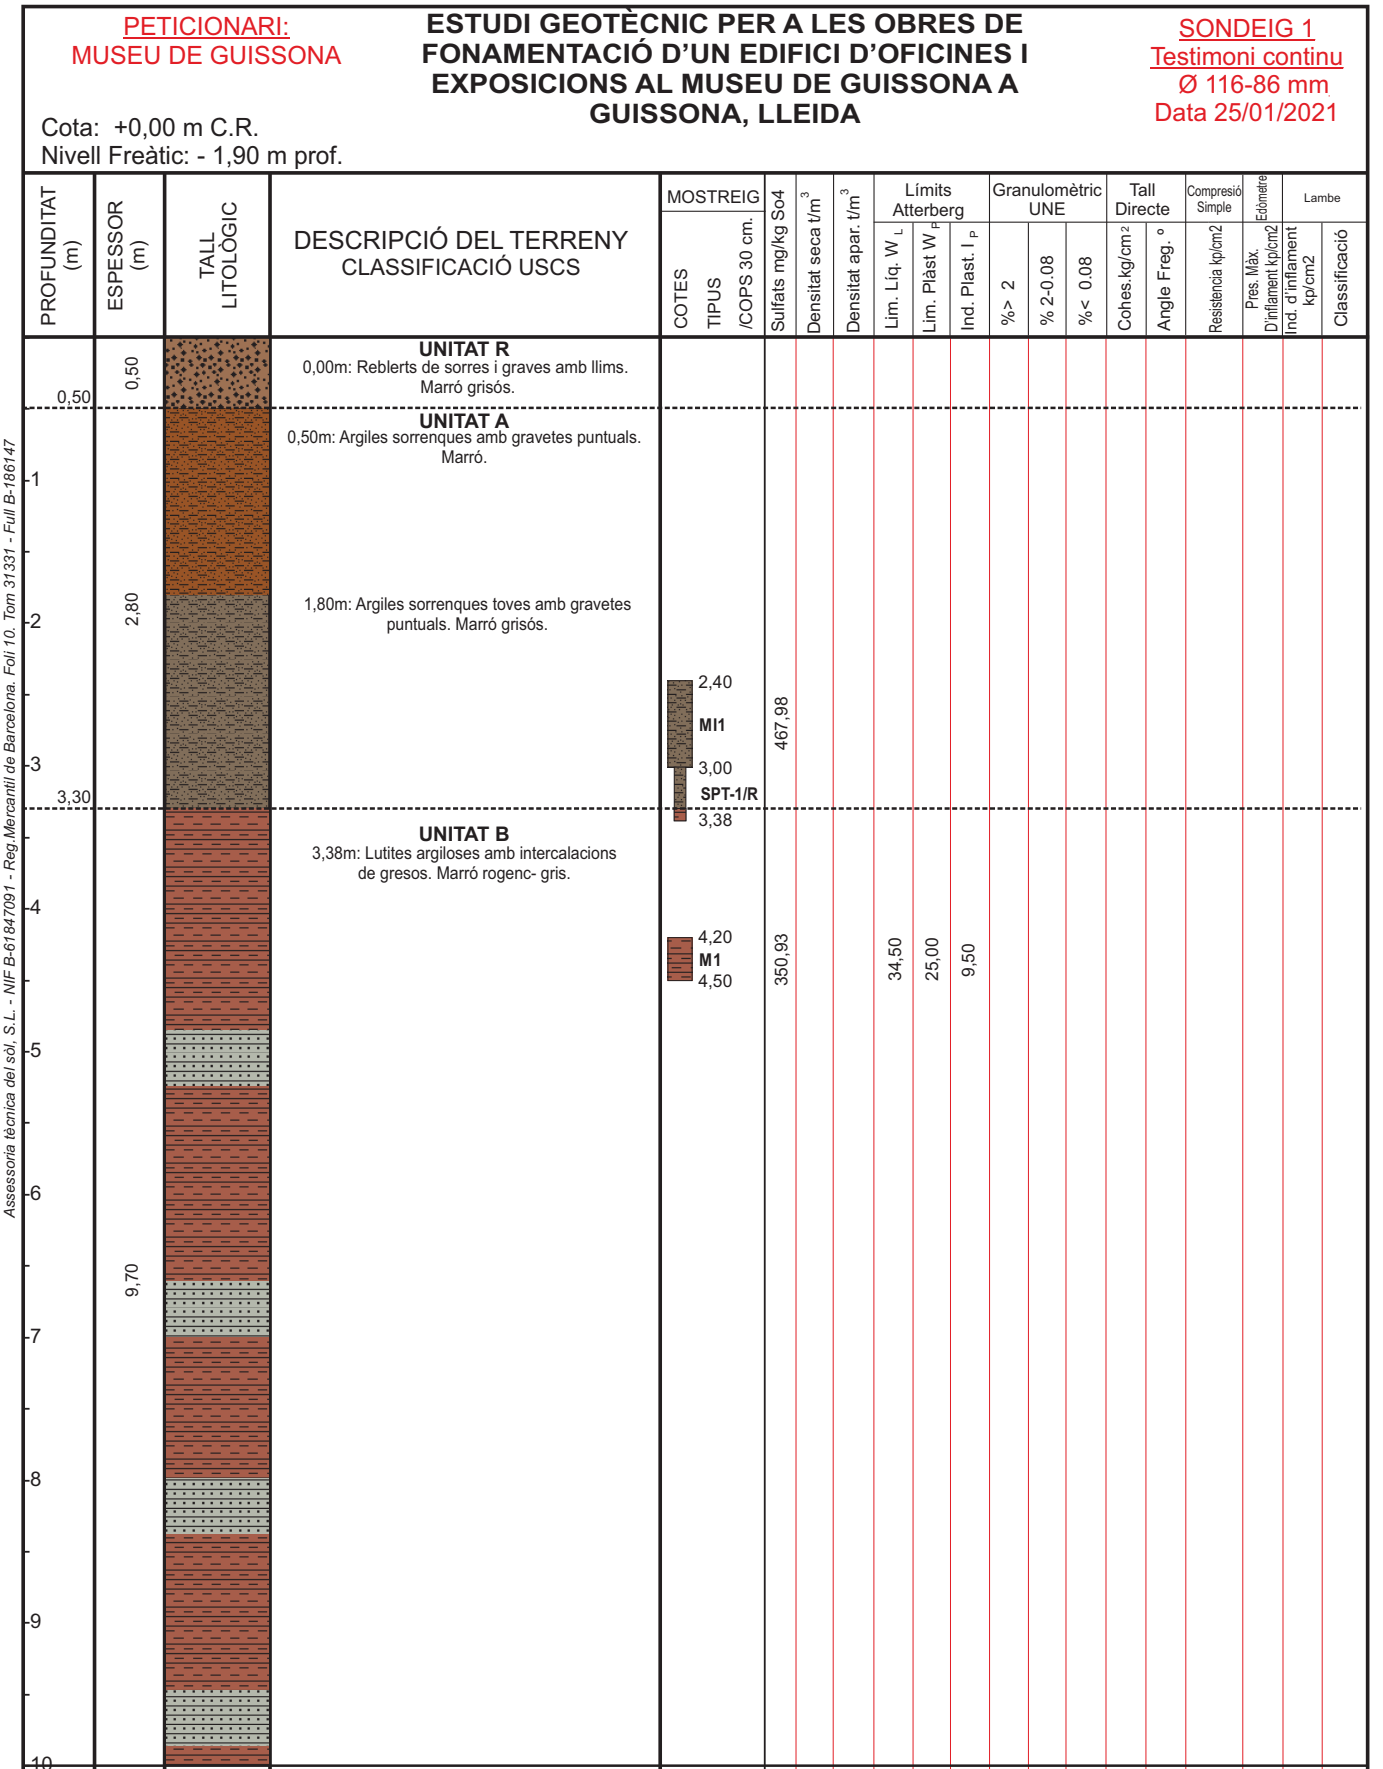 PETICIONARI:
MUSEU DE GUISSONA
Cota: +0,00 m C.R.
Nivell Freàtic: - 1,90 m prof.
ESTUDI GEOTÈCNIC PER A LES OBRES DE
FONAMENTACIÓ D'UN EDIFICI D'OFICINES I
EXPOSICIONS AL MUSEU DE GUISSONA A
GUISSONA, LLEIDA
SONDEIG 1
Testimoni continu
Ø 116-86 mm
Data 25/01/2021
PROFUNDITAT
(m)
ESPESSOR
(m)
TALL
LITOLÒGIC
DESCRIPCIÓ DEL TERRENY
CLASSIFICACIÓ USCS
MOSTREIG
COTES
TIPUS
/COPS 30 cm.
Sulfats mg/kg So4
Densitat seca t/m3
Densitat apar. t/m3
Límits
Atterberg
Lim. Líq. W L
Lim. Plàst W P
Ind. Plast. I P
Granulomètric
UNE
%> 2
% 2-0.08
%< 0.08
Tall
Directe
Cohes.kg/cm2
Angle Freg. º
Compresió
Simple
Resistencia kp/cm2
Edòmetre
Pres. Màx.
D'inflament kp/cm2
Lambe
Ind. d'inflament
kp/cm2
Classificació
0,50
0,50
UNITAT R
0,00m: Reblerts de sorres i graves amb llims.
Marró grisós.
UNITAT A
0,50m: Argiles sorrenques amb gravetes puntuals.
Marró.
-1
2,80
1,80m: Argiles sorrenques toves amb gravetes
puntuals. Marró grisós.
-2
2,40
MI1
467,98
-3
3,00
SPT-1/R
3,30
3,38
UNITAT B
3,38m: Lutites argiloses amb intercalacions
de gresos. Marró rogenc- gris.
-4
4,20
M1
4,50
350,93
34,50
25,00
9,50
-5
-6
9,70
-7
-8
-9
-10
Assessoria tècnica del sòl, S.L. - NIF B-61847091 - Reg.Mercantil de Barcelona. Foli 10. Tom 31331 - Full B-186147